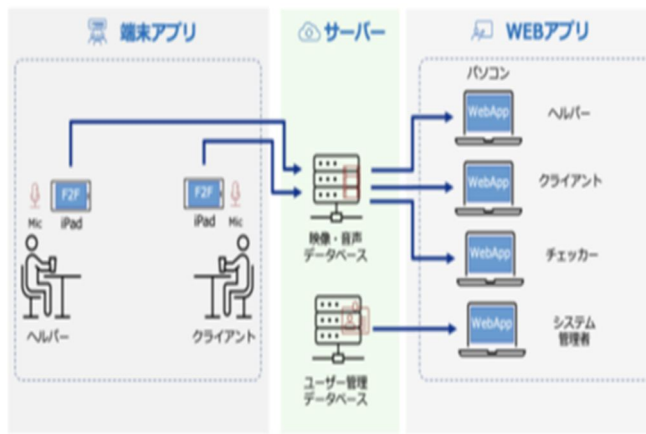 端末アプリ
サーバー
WEBアプリ
パソコン
WebApp
ヘルパー
WebApp
クライアント
WebApp
チェッカー
WebApp
システム
管理者
F2F
Mic
iPad
ヘルパー
F2F
iPad
Mic
クライアント
映像・音声
データベース
ユーザー管理
データベース